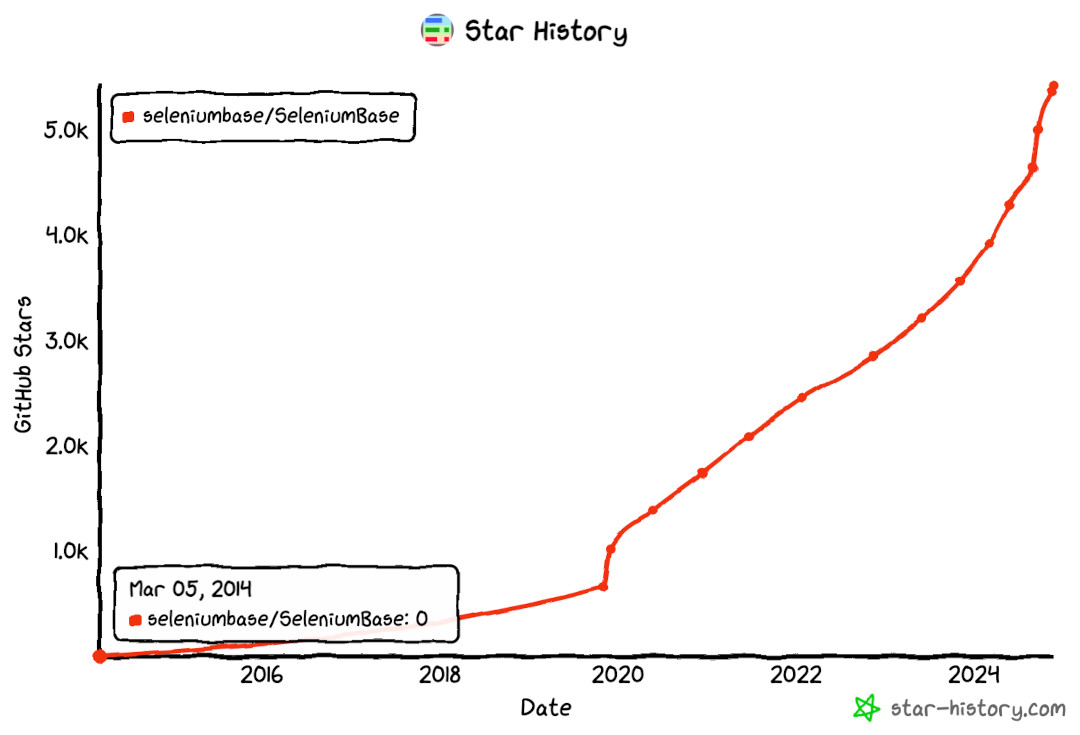 Star History
seleniumbase/SeleniumBase
5.0k
4.0k
3.0k
2.0k
1.0k
GitHub Stars
Mar 05, 2014
seleniumbase/SeleniumBase: 0
2016 2018 2020 2022 2024
Date
star-history.com